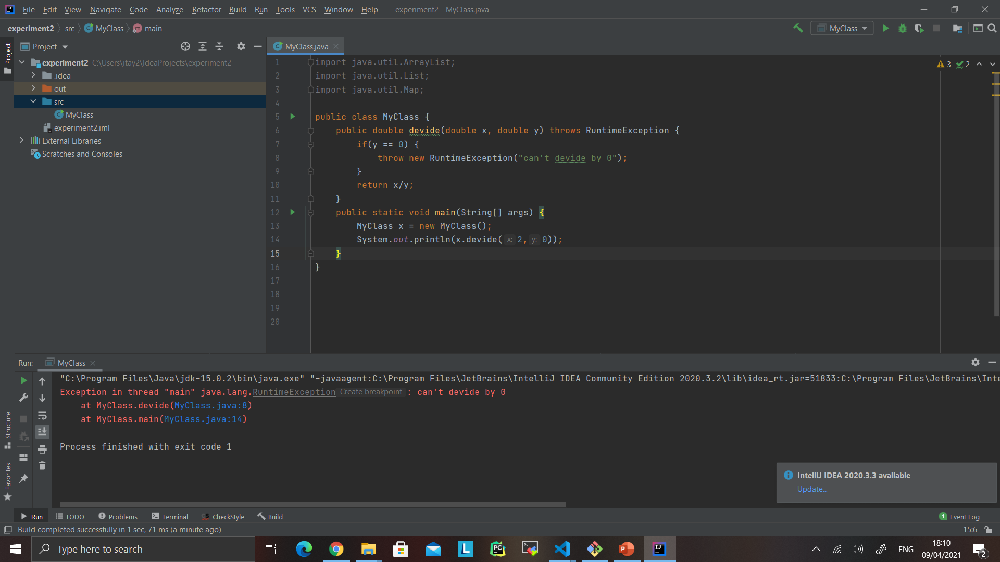 File Edit View Navigate Code Analyze Refactor Build Run Tools VCS Window Help experiment2 - MyClass.java
experiment2 src MyClass main MyClass
Project
Project
experiment2 C:\Users\itay2\IdeaProjects\experiment2
.idea
out
src
MyClass
experiment2.iml
External Libraries
Scratches and Consoles
MyClass.java
3 2
1 import java.util.ArrayList;
2 import java.util.List;
3 import java.util.Map;
4
5 public class MyClass {
6 public double devide(double x, double y) throws RuntimeException {
7 if(y == 0) {
8 throw new RuntimeException("can't devide by 0");
9 }
10 return x/y;
11 }
12 public static void main(String[] args) {
13 MyClass x = new MyClass();
14 System.out.println(x.devide( x: 2, y: 0));
15 }
16 }
17
18
19
20
Run: MyClass
"C:\Program Files\Java\jdk-15.0.2\bin\java.exe" "-javaagent:C:\Program Files\JetBrains\IntelliJ IDEA Community Edition 2020.3.2\lib\idea_rt.jar=51833:C:\Program Files\JetBrains\Inte
Exception in thread "main" java.lang.RuntimeException Create breakpoint : can't devide by 0
at MyClass.devide(MyClass.java:8)
at MyClass.main(MyClass.java:14)
Process finished with exit code 1
Structure
Favorites
IntelliJ IDEA 2020.3.3 available
Update...
Run TODO Problems Terminal CheckStyle Build 1 Event Log
Build completed successfully in 1 sec, 71 ms (a minute ago) 15:6
Type here to search
ENG
18:10
09/04/2021
2